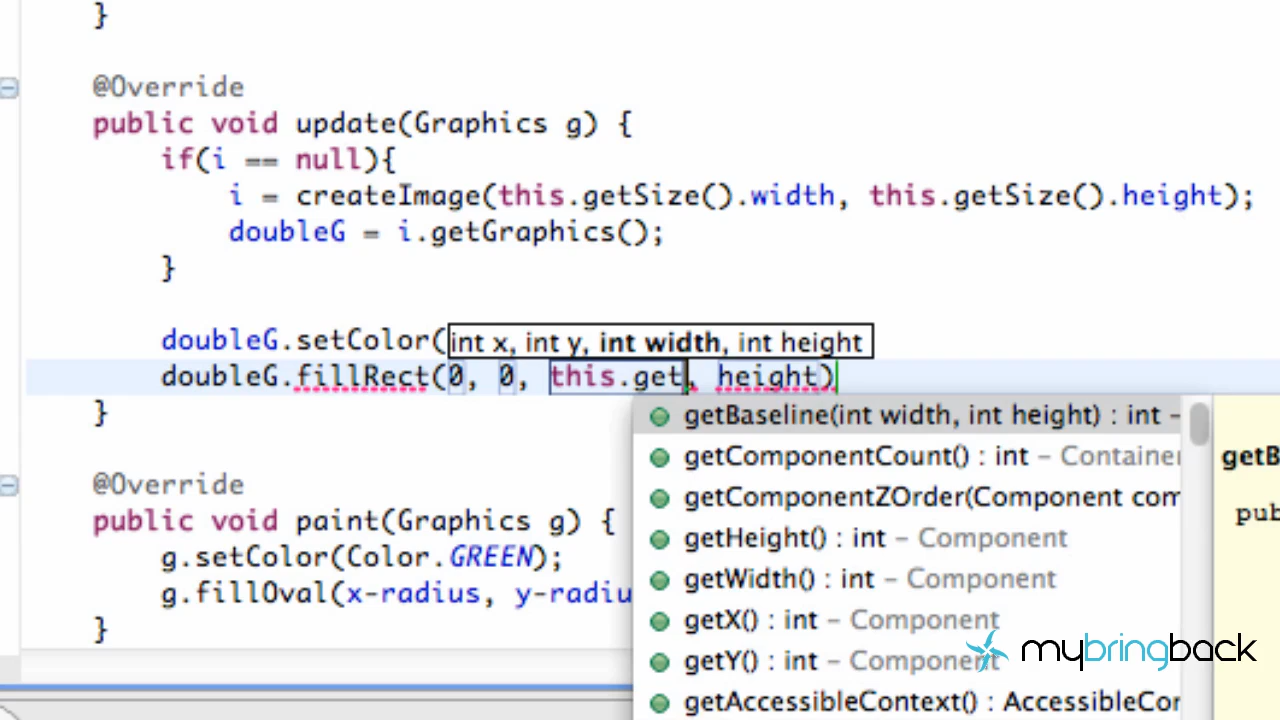 }
@Override
public void update(Graphics g) {
if(i == null){
i = createImage(this.getSize().width, this.getSize().height);
doubleG = i.getGraphics();
}
doubleG.setColor(
int x, int y, int width, int height
doubleG.fillRect(0, 0, this.get, height)
}
getBaseline(int width, int height) : int –
getComponentCount() : int – Container
getB
@Override
getComponentZOrder(Component com
pub
public void paint(Graphics g) {
getHeight() : int – Component
g.setColor(Color.GREEN);
getWidth() : int – Component
g.fillOval(x-radius, y-radiu
getX() : int – Component
}
getY() : int – Component
mybringback
getAccessibleContext() : AccessibleCor